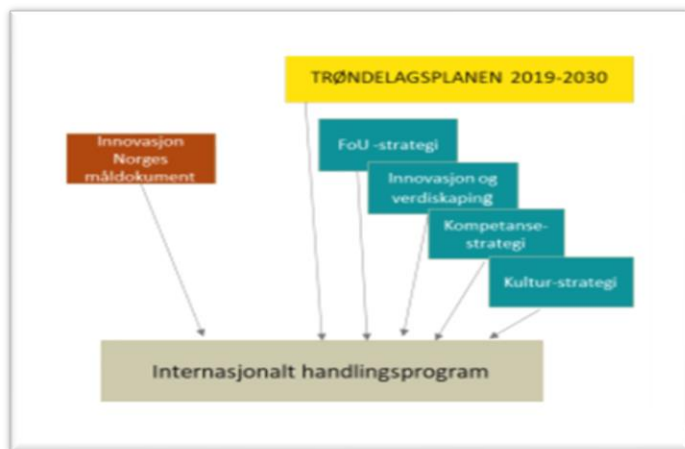 TRØNDELAGSPLANEN 2019-2030
Innovasjon
Norges
måldokument
FoU -strategi
Innovasjon og
verdiskaping
Kompetanse-
strategi
Kultur-strategi
Internasjonalt handlingsprogram